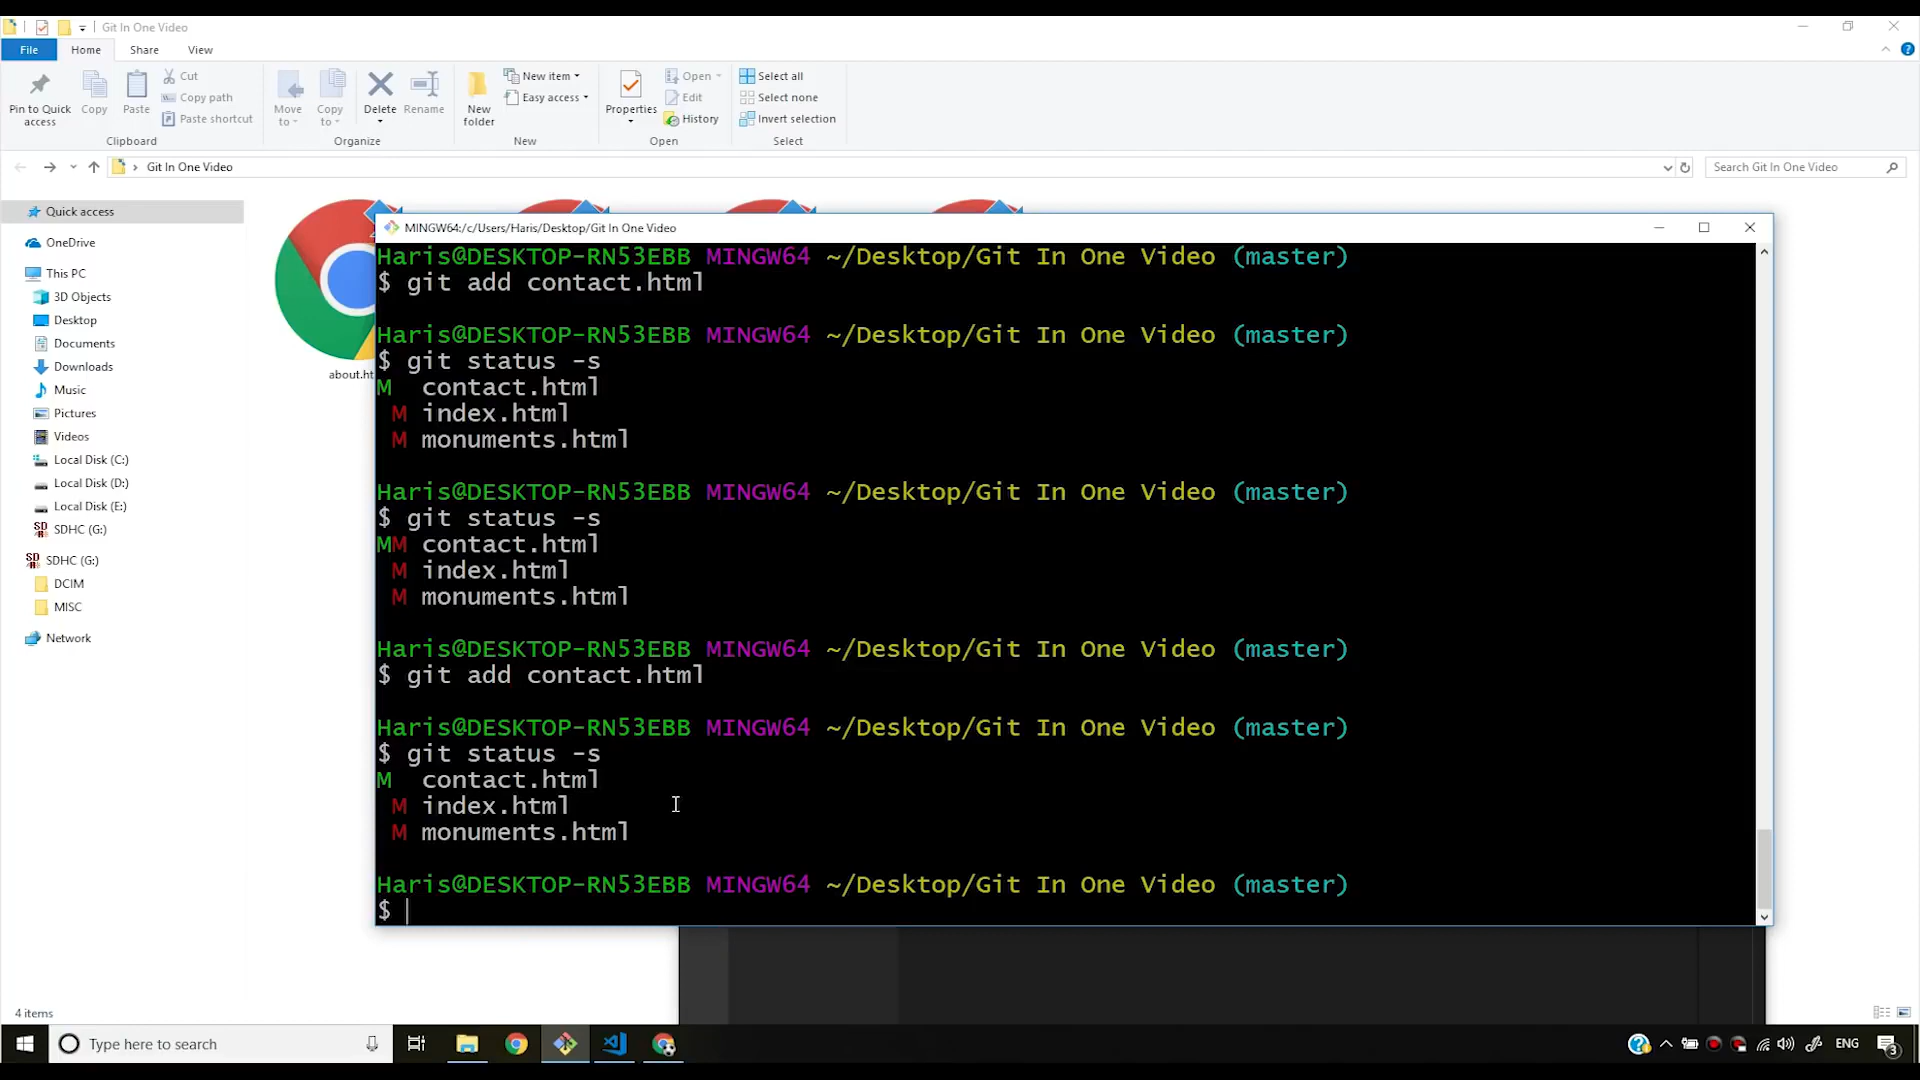 Git In One Video
File Home Share View
Pin to Quick access
Copy
Paste
Cut
Copy path
Paste shortcut
Clipboard
Move to
Copy to
Delete
Rename
Organize
New folder
New item
Easy access
New
Properties
Open
Edit
History
Open
Select all
Select none
Invert selection
Select
Git In One Video
Search Git In One Video
Quick access
OneDrive
This PC
3D Objects
Desktop
Documents
Downloads
Music
Pictures
Videos
Local Disk (C:)
Local Disk (D:)
Local Disk (E:)
SDHC (G:)
SDHC (G:)
DCIM
MISC
Network
about.ht
MINGW64:/c/Users/Haris/Desktop/Git In One Video
Haris@DESKTOP-RN53EBB MINGW64 ~/Desktop/Git In One Video (master)
$ git add contact.html
Haris@DESKTOP-RN53EBB MINGW64 ~/Desktop/Git In One Video (master)
$ git status -s
M  contact.html
 M index.html
 M monuments.html
Haris@DESKTOP-RN53EBB MINGW64 ~/Desktop/Git In One Video (master)
$ git status -s
MM contact.html
 M index.html
 M monuments.html
Haris@DESKTOP-RN53EBB MINGW64 ~/Desktop/Git In One Video (master)
$ git add contact.html
Haris@DESKTOP-RN53EBB MINGW64 ~/Desktop/Git In One Video (master)
$ git status -s
M  contact.html
 M index.html
 M monuments.html
Haris@DESKTOP-RN53EBB MINGW64 ~/Desktop/Git In One Video (master)
$
4 items
Type here to search
ENG
3